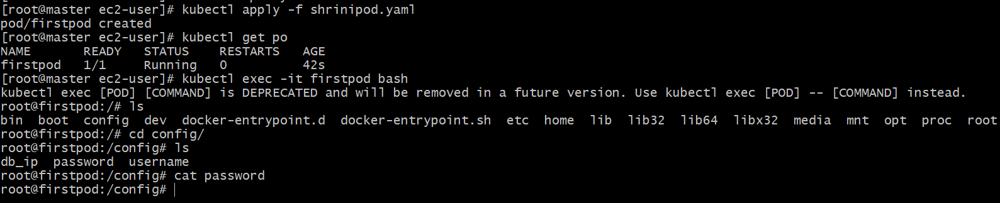 [root@master ec2-user]# kubectl apply -f shrinipod.yaml
pod/firstpod created
[root@master ec2-user]# kubectl get po
NAME       READY   STATUS    RESTARTS   AGE
firstpod   1/1     Running   0          42s
[root@master ec2-user]# kubectl exec -it firstpod bash
kubectl exec [POD] [COMMAND] is DEPRECATED and will be removed in a future version. Use kubectl exec [POD] -- [COMMAND] instead.
root@firstpod:/# ls
bin  boot  config  dev  docker-entrypoint.d  docker-entrypoint.sh  etc  home  lib  lib32  lib64  libx32  media  mnt  opt  proc  root
root@firstpod:/# cd config/
root@firstpod:/config# ls
db_ip  password  username
root@firstpod:/config# cat password
root@firstpod:/config#